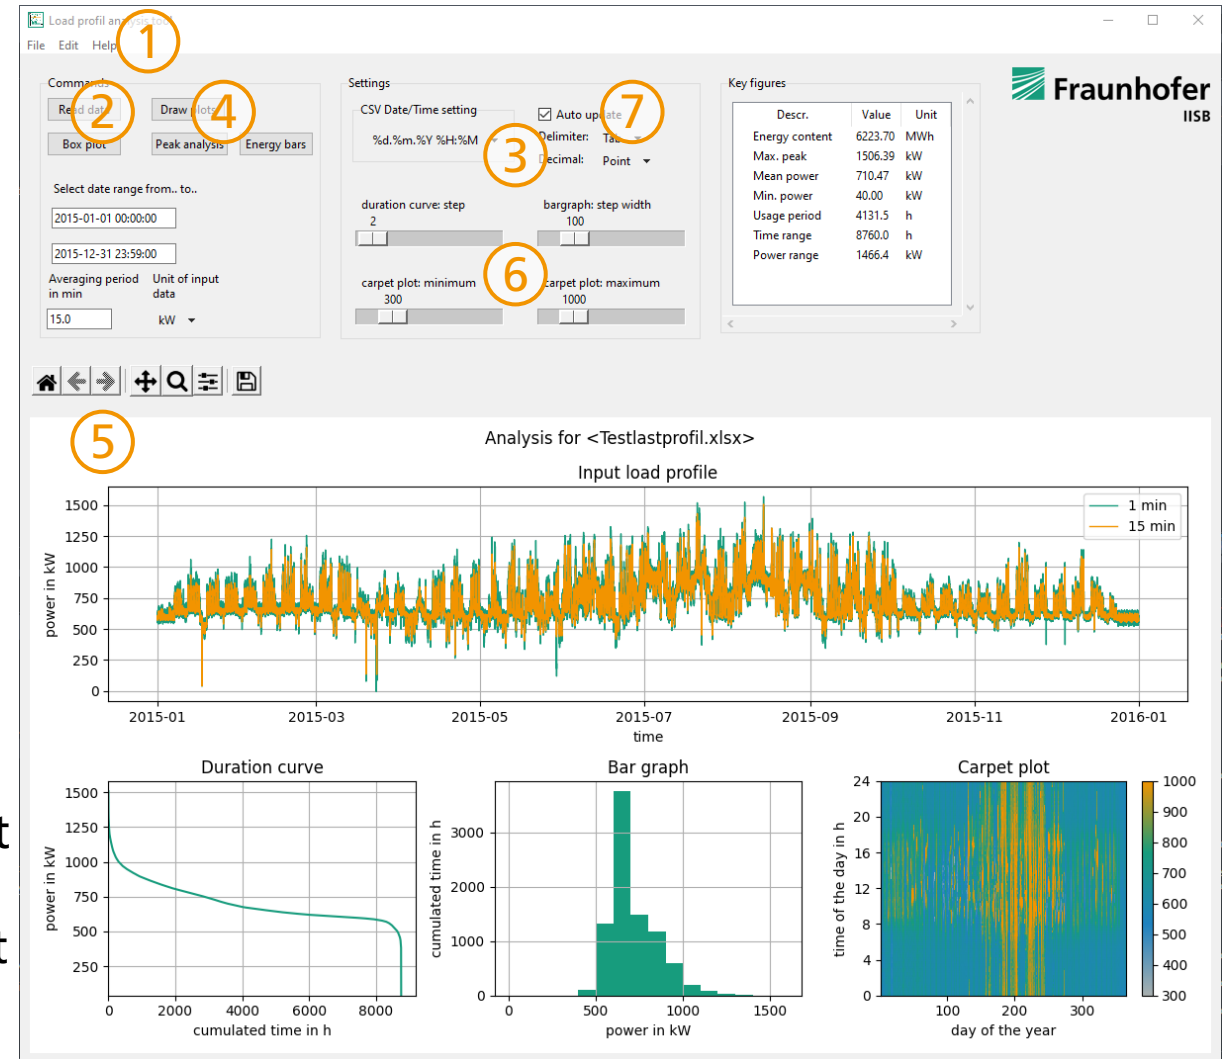 Load profil analysis tool
File Edit Help
1
Commands
Read data
2
Draw plots
4
Box plot
Peak analysis
Energy bars
Select date range from.. to..
2015-01-01 00:00:00
2015-12-31 23:59:00
Averaging period in min
Unit of input data
15.0
kW
Settings
CSV Date/Time setting
%d.%m.%Y %H:%M
3
Auto update
7
Delimiter: Tab
Decimal: Point
duration curve: step
2
bargraph: step width
100
6
carpet plot: minimum
300
carpet plot: maximum
1000
Key figures
Descr. Value Unit
Energy content 6223.70 MWh
Max. peak 1506.39 kW
Mean power 710.47 kW
Min. power 40.00 kW
Usage period 4131.5 h
Time range 8760.0 h
Power range 1466.4 kW
Fraunhofer
IISB
5
Analysis for <Testlastprofil.xlsx>
Input load profile
1500
1250
1000
750
500
250
0
power in kW
1 min
15 min
2015-01 2015-03 2015-05 2015-07 2015-09 2015-11 2016-01
time
t
t
Duration curve
1500
1250
1000
750
500
250
power in kW
0 2000 4000 6000 8000
cumulated time in h
Bar graph
3000
2000
1000
0
cumulated time in h
0 500 1000 1500
power in kW
Carpet plot
24
20
16
12
8
4
0
time of the day in h
100 200 300
day of the year
1000
900
800
700
600
500
400
300